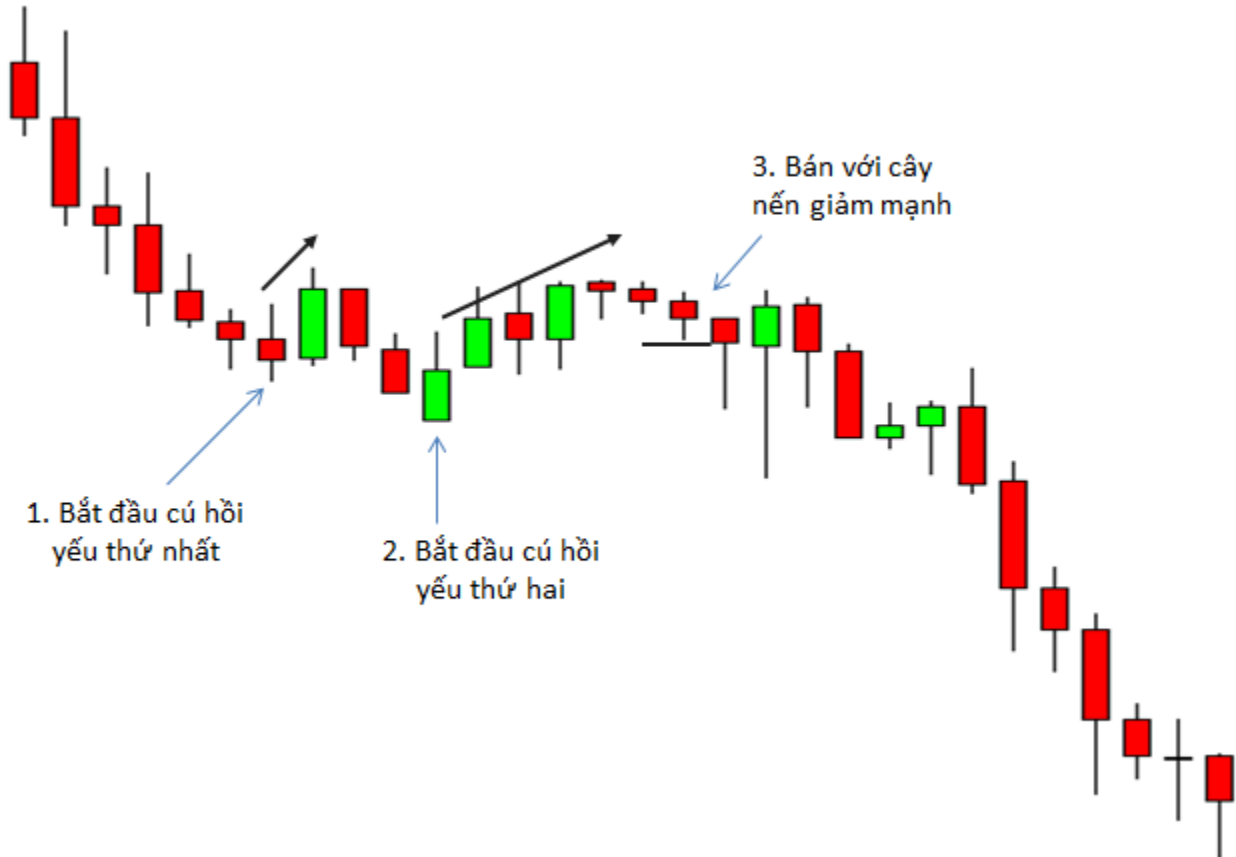 3. Bán với cây
nến giảm mạnh
1. Bắt đầu cú hồi
yếu thứ nhất
2. Bắt đầu cú hồi
yếu thứ hai